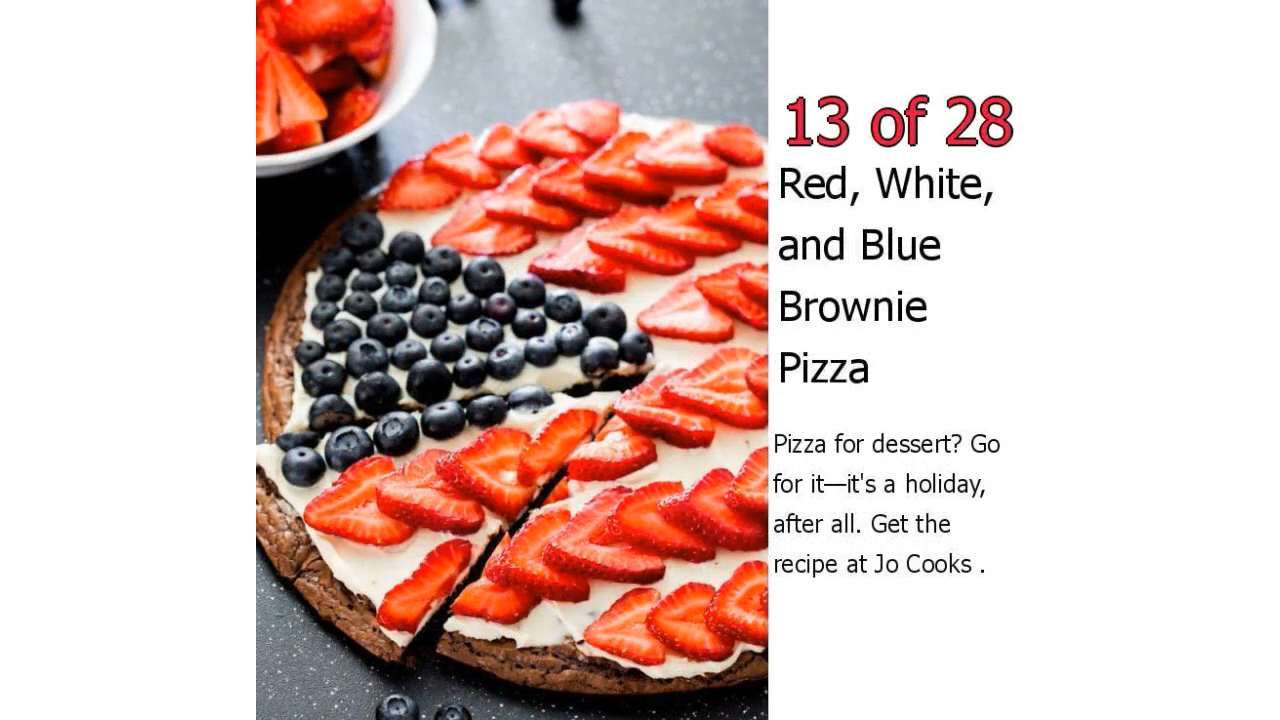 13 of 28
Red, White,
and Blue
Brownie
Pizza
Pizza for dessert? Go
for it—it's a holiday,
after all. Get the
recipe at Jo Cooks .